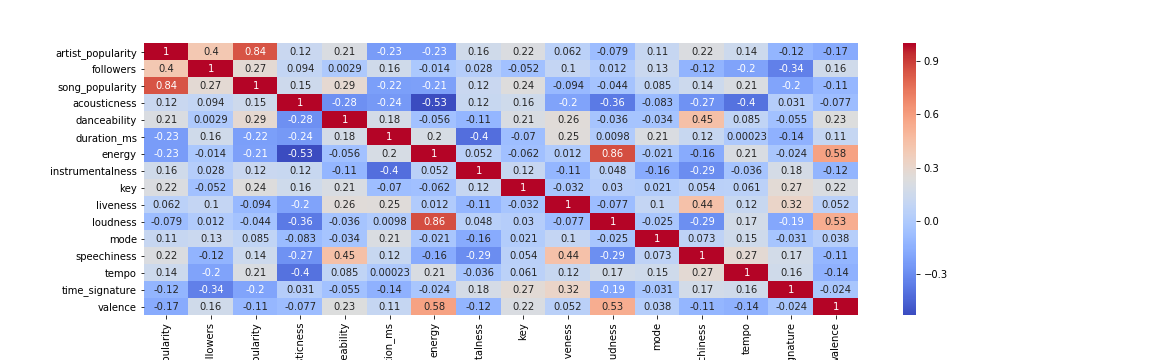 artist_popularity 1 0.4 0.84 0.12 0.21 -0.23 -0.23 0.16 0.22 0.062 -0.079 0.11 0.22 0.14 -0.12 -0.17
followers 0.4 1 0.27 0.094 0.0029 0.16 -0.014 0.028 -0.052 0.1 0.012 0.13 -0.12 -0.2 -0.34 0.16
song_popularity 0.84 0.27 1 0.15 0.29 -0.22 -0.21 0.12 0.24 -0.094 -0.044 0.085 0.14 0.21 -0.2 -0.11
acousticness 0.12 0.094 0.15 1 -0.28 -0.24 -0.53 0.12 0.16 -0.2 -0.36 -0.083 -0.27 -0.4 0.031 -0.077
danceability 0.21 0.0029 0.29 -0.28 1 0.18 -0.056 -0.11 0.21 0.26 -0.036 -0.034 0.45 0.085 -0.055 0.23
duration_ms -0.23 0.16 -0.22 -0.24 0.18 1 0.2 -0.4 -0.07 0.25 0.0098 0.21 0.12 0.00023 -0.14 0.11
energy -0.23 -0.014 -0.21 -0.53 -0.056 0.2 1 0.052 -0.062 0.012 0.86 -0.021 -0.16 0.21 -0.024 0.58
instrumentalness 0.16 0.028 0.12 0.12 -0.11 -0.4 0.052 1 0.12 -0.11 0.048 -0.16 -0.29 -0.036 0.18 -0.12
key 0.22 -0.052 0.24 0.16 0.21 -0.07 -0.062 0.12 1 -0.032 0.03 0.021 0.054 0.061 0.27 0.22
liveness 0.062 0.1 -0.094 -0.2 0.26 0.25 0.012 -0.11 -0.032 1 -0.077 0.1 0.44 0.12 0.32 0.052
loudness -0.079 0.012 -0.044 -0.36 -0.036 0.0098 0.86 0.048 0.03 -0.077 1 -0.025 -0.29 0.17 -0.19 0.53
mode 0.11 0.13 0.085 -0.083 -0.034 0.21 -0.021 -0.16 0.021 0.1 -0.025 1 0.073 0.15 -0.031 0.038
speechiness 0.22 -0.12 0.14 -0.27 0.45 0.12 -0.16 -0.29 0.054 0.44 -0.29 0.073 1 0.27 0.17 -0.11
tempo 0.14 -0.2 0.21 -0.4 0.085 0.00023 0.21 -0.036 0.061 0.12 0.17 0.15 0.27 1 0.16 -0.14
time_signature -0.12 -0.34 -0.2 0.031 -0.055 -0.14 -0.024 0.18 0.27 0.32 -0.19 -0.031 0.17 0.16 1 -0.024
valence -0.17 0.16 -0.11 -0.077 0.23 0.11 0.58 -0.12 0.22 0.052 0.53 0.038 -0.11 -0.14 -0.024 1
pularity
llowers
pularity
sticness
eability
ion_ms
energy
talness
key
veness
udness
mode
chiness
tempo
gnature
valence
0.9
0.6
0.3
0.0
−0.3